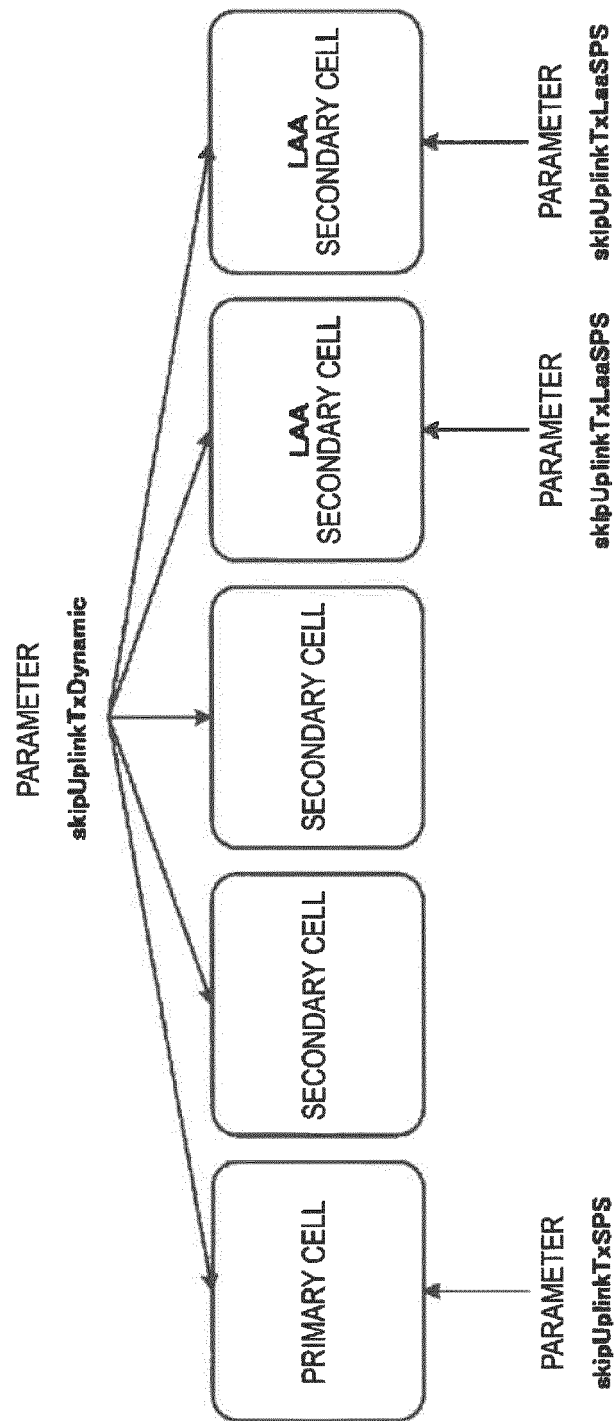 PARAMETER
skipUplinkTxDynamic
PRIMARY CELL
SECONDARY CELL
SECONDARY CELL
LAA
SECONDARY CELL
LAA
SECONDARY CELL
PARAMETER
skipUplinkTxSPS
PARAMETER
skipUplinkTxLaaSPS
PARAMETER
skipUplinkTxLaaSPS